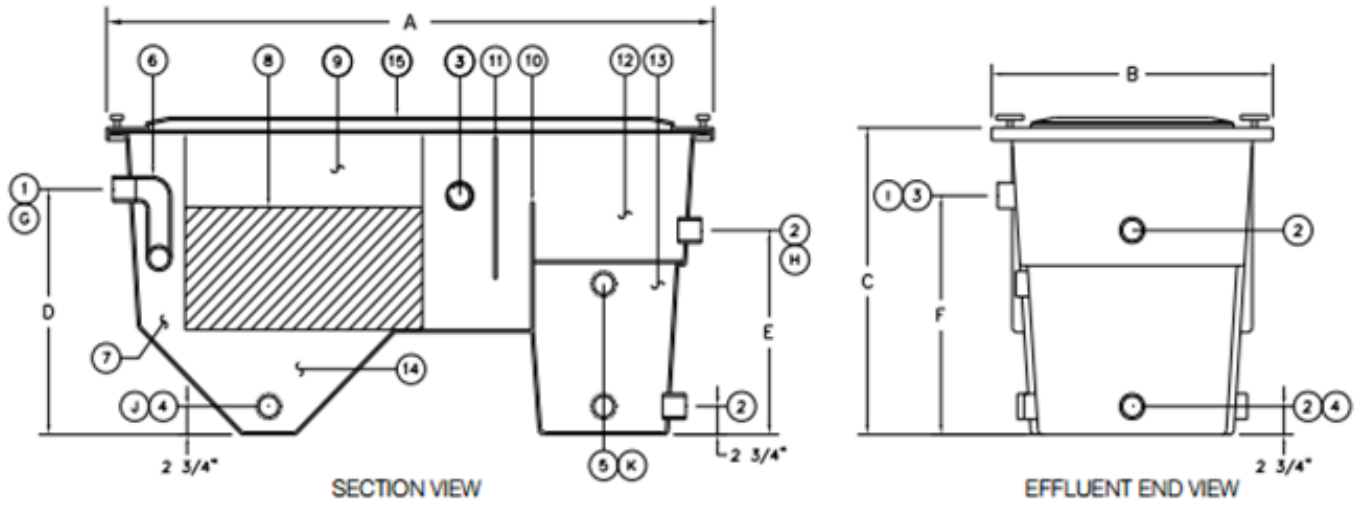 A
6 8 9 15 3 11 10 12 13
B
1
G
I 3
2
2
H
D
C
F
E
7
14
J 4
2
2 4
2 3/4"
5 K
2 3/4"
2 3/4"
SECTION VIEW
EFFLUENT END VIEW